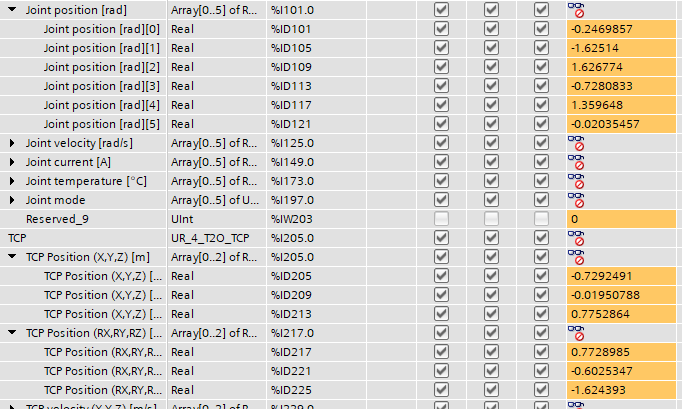 Joint position [rad] Array[0..5] of R... %I101.0
Joint position [rad][0] Real %ID101 -0.2469857
Joint position [rad][1] Real %ID105 -1.62514
Joint position [rad][2] Real %ID109 1.626774
Joint position [rad][3] Real %ID113 -0.7280833
Joint position [rad][4] Real %ID117 1.359648
Joint position [rad][5] Real %ID121 -0.02035457
Joint velocity [rad/s] Array[0..5] of R... %I125.0
Joint current [A] Array[0..5] of R... %I149.0
Joint temperature [°C] Array[0..5] of R... %I173.0
Joint mode Array[0..5] of U... %I197.0
Reserved_9 UInt %IW203 0
TCP UR_4_T2O_TCP %I205.0
TCP Position (X,Y,Z) [m] Array[0..2] of R... %I205.0
TCP Position (X,Y,Z) [... Real %ID205 -0.7292491
TCP Position (X,Y,Z) [... Real %ID209 -0.01950788
TCP Position (X,Y,Z) [... Real %ID213 0.7752864
TCP Position (RX,RY,RZ) [... Array[0..2] of R... %I217.0
TCP Position (RX,RY,R... Real %ID217 0.7728985
TCP Position (RX,RY,R... Real %ID221 -0.6025347
TCP Position (RX,RY,R... Real %ID225 -1.624393
TCP velocity (X,Y,Z) [m/s] Array[0..2] of R... %I229.0